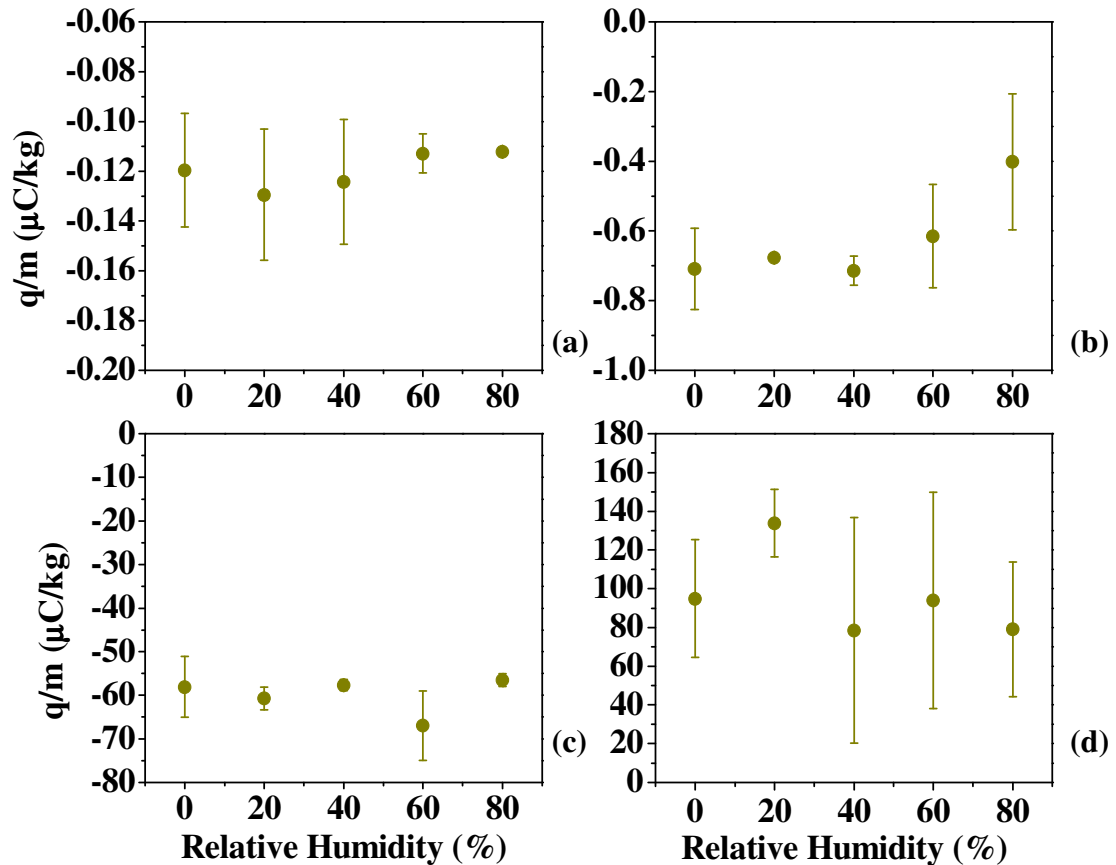 -0.06
-0.08
-0.10
-0.12
-0.14
-0.16
-0.18
-0.20
q/m (µC/kg)
0 20 40 60 80
(a)
0.0
-0.2
-0.4
-0.6
-0.8
-1.0
0 20 40 60 80
(b)
0
-10
-20
-30
-40
-50
-60
-70
-80
q/m (µC/kg)
0 20 40 60 80
Relative Humidity (%)
(c)
180
160
140
120
100
80
60
40
20
0
0 20 40 60 80
Relative Humidity (%)
(d)